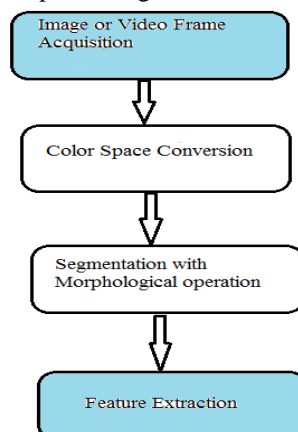 Image or Video Frame
Acquisition
Color Space Conversion
Segmentation with
Morphological operation
Feature Extraction